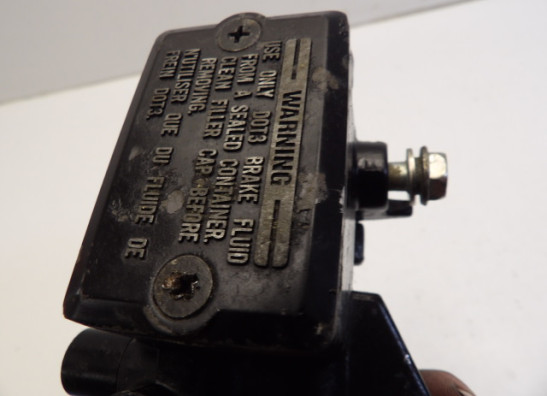 WARNING
USE ONLY DOT3 BRAKE FLUID
FROM A SEALED CONTAINER.
CLEAN FILLER CAP BEFORE
REMOVING.
N'UTILISER QUE DU FLUIDE DE
FREIN DOT3.